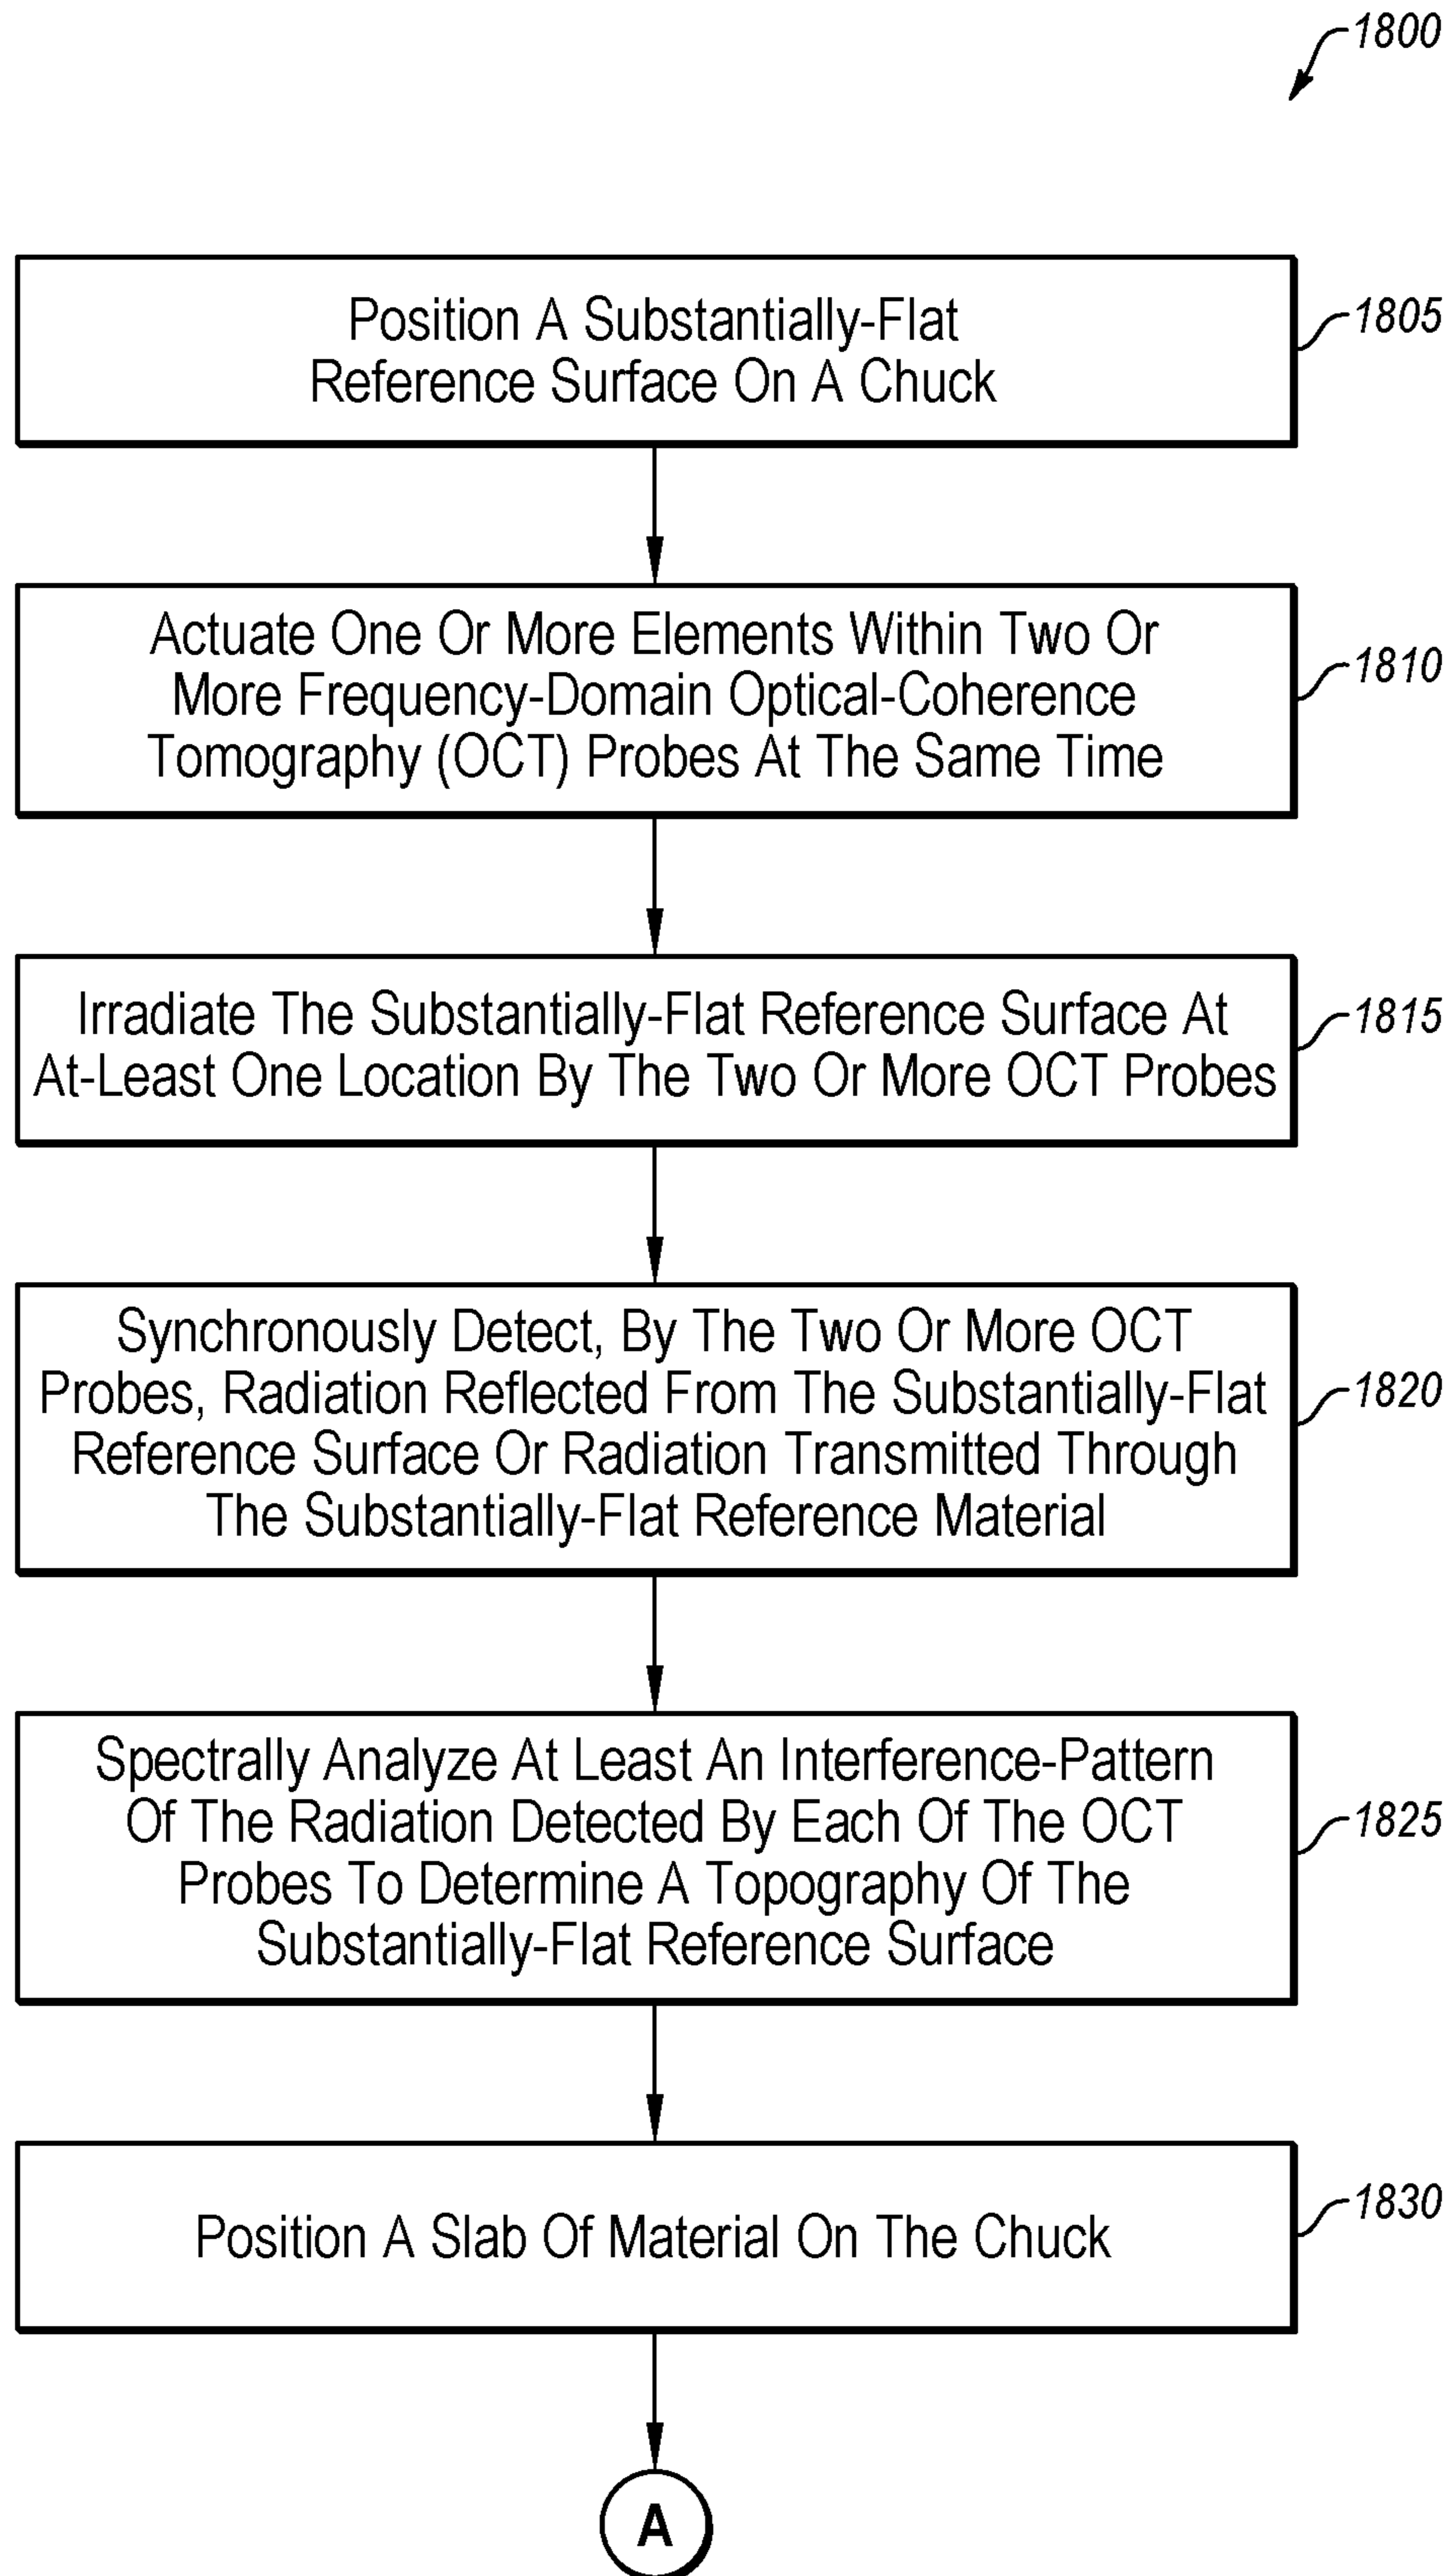 1800
Position A Substantially-Flat
Reference Surface On A Chuck
1805
Actuate One Or More Elements Within Two Or
More Frequency-Domain Optical-Coherence
Tomography (OCT) Probes At The Same Time
1810
Irradiate The Substantially-Flat Reference Surface At
At-Least One Location By The Two Or More OCT Probes
1815
Synchronously Detect, By The Two Or More OCT
Probes, Radiation Reflected From The Substantially-Flat
Reference Surface Or Radiation Transmitted Through
The Substantially-Flat Reference Material
1820
Spectrally Analyze At Least An Interference-Pattern
Of The Radiation Detected By Each Of The OCT
Probes To Determine A Topography Of The
Substantially-Flat Reference Surface
1825
Position A Slab Of Material On The Chuck
1830
A